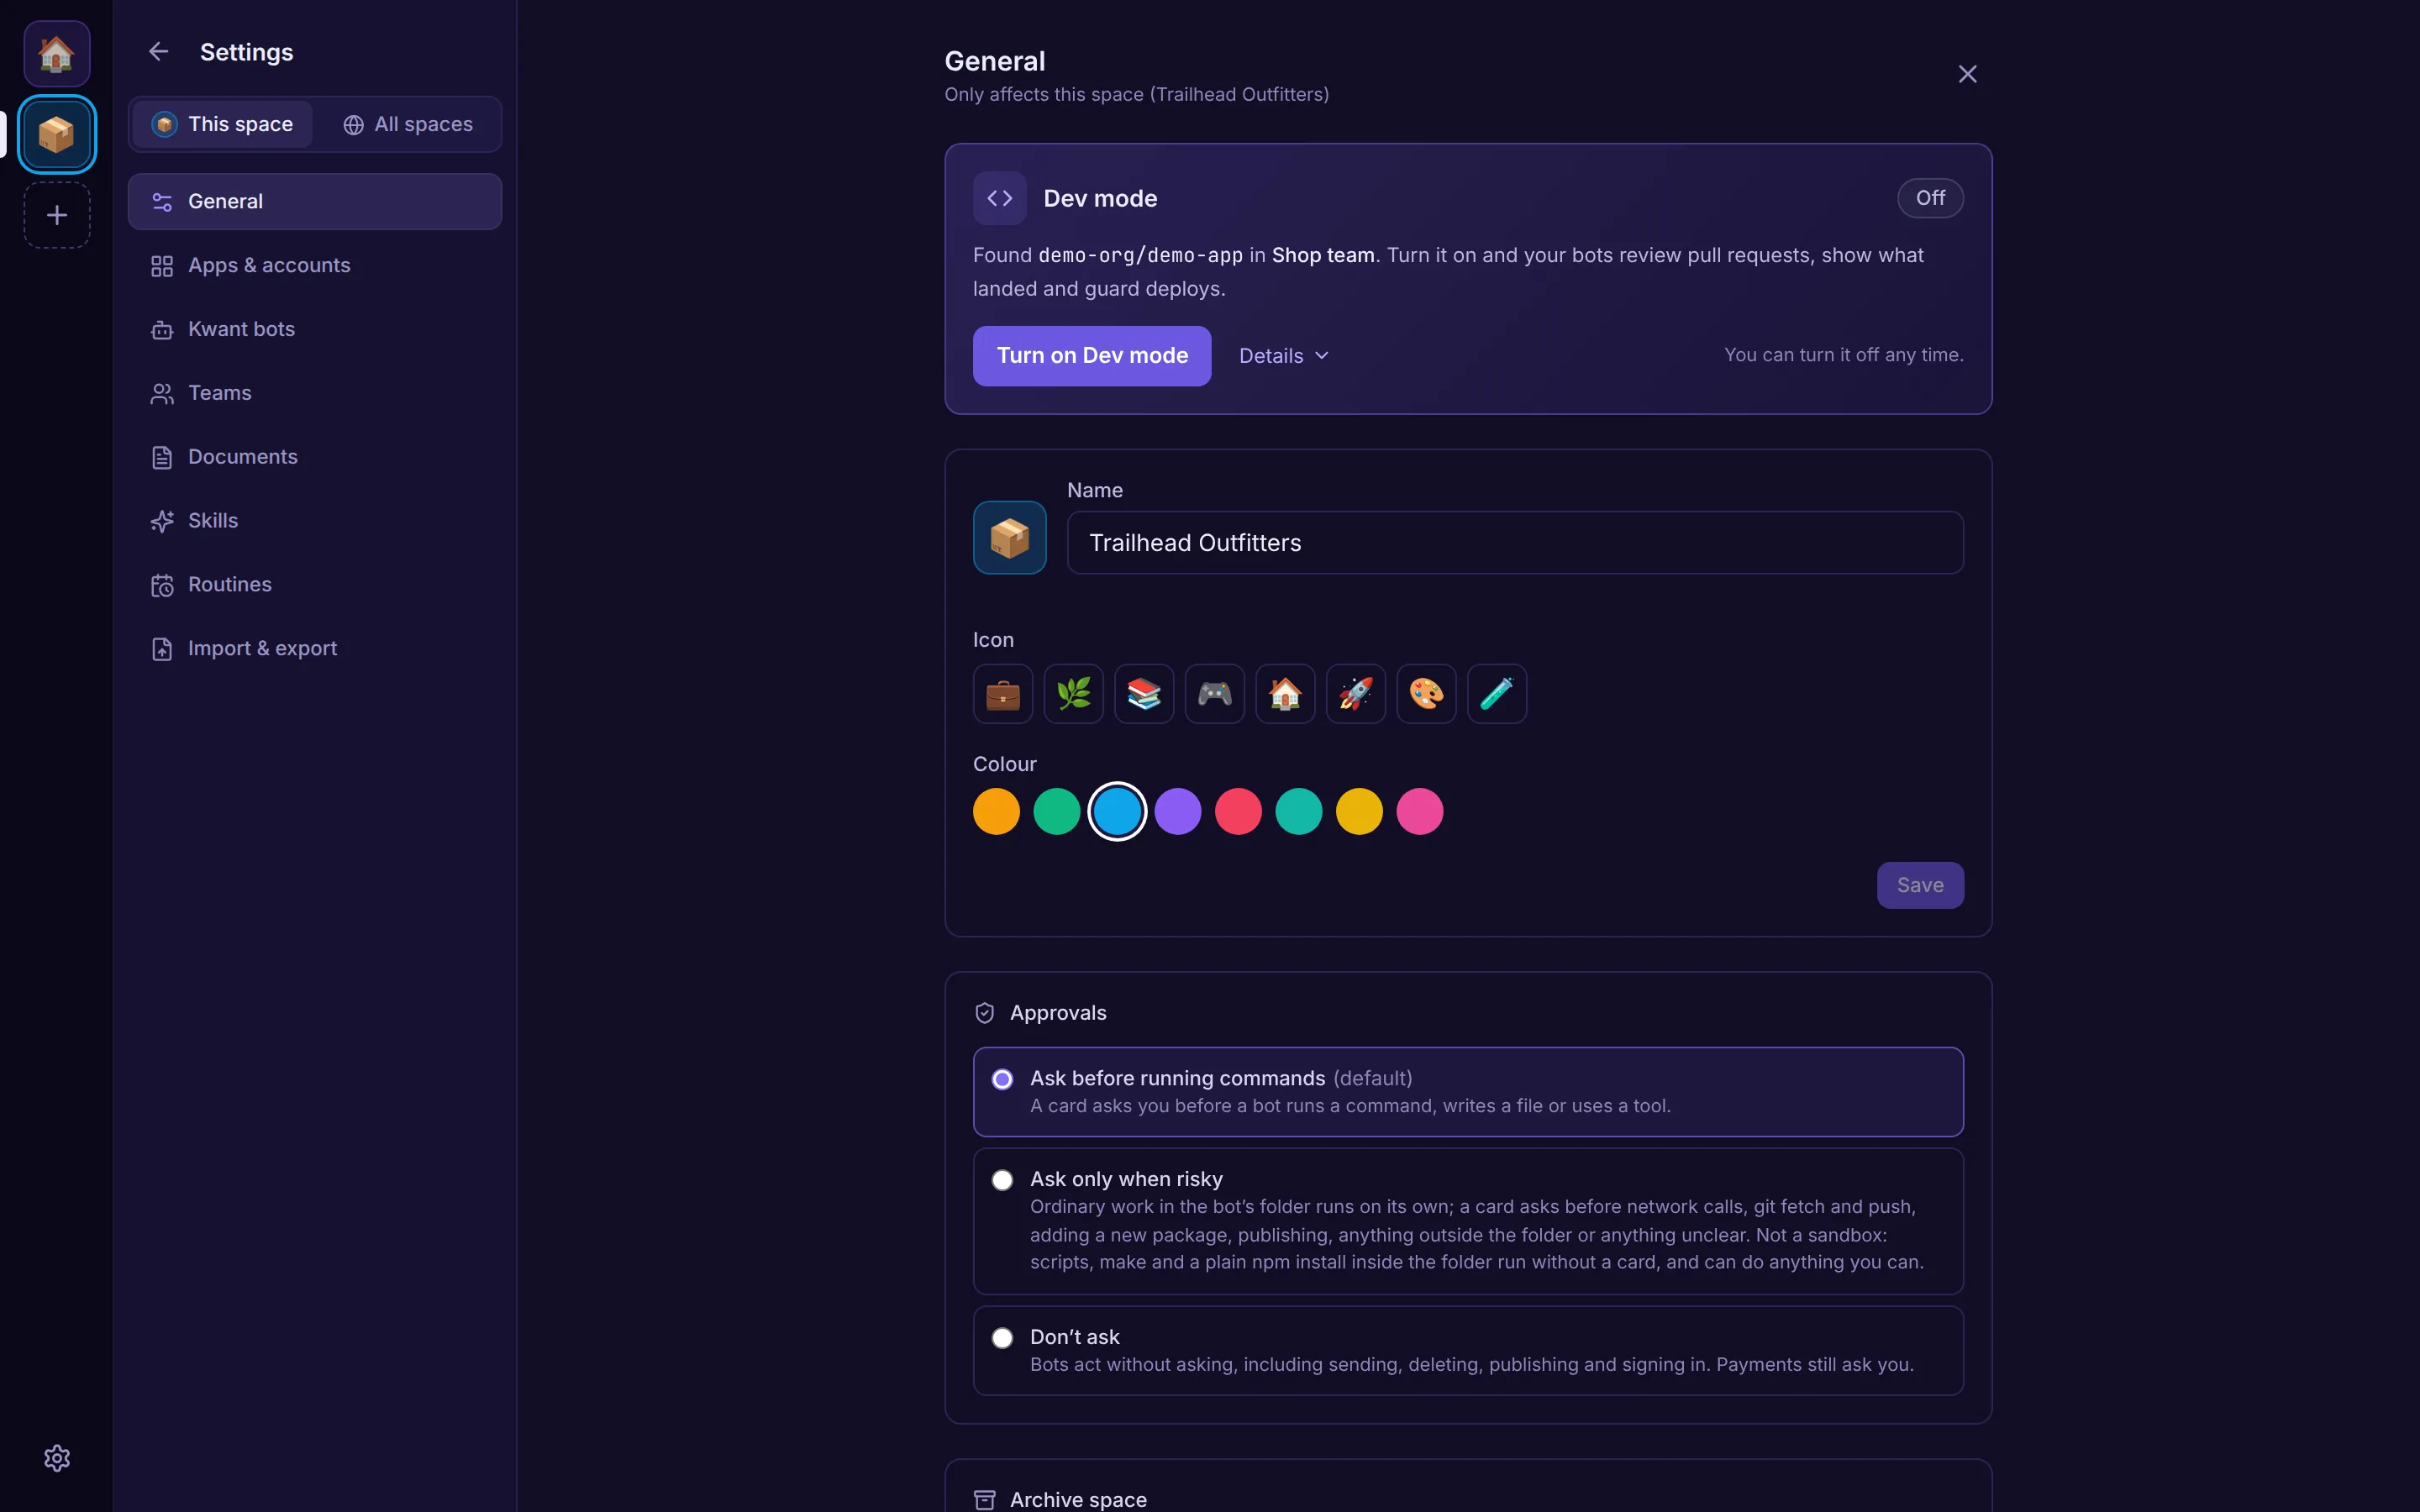 Settings
This space
All spaces
General
Apps & accounts
Kwant bots
Teams
Documents
Skills
Routines
Import & export
General
Only affects this space (Trailhead Outfitters)
Dev mode
Off
Found demo-org/demo-app in Shop team. Turn it on and your bots review pull requests, show what
landed and guard deploys.
Turn on Dev mode
Details
You can turn it off any time.
Name
Trailhead Outfitters
Icon
Colour
Save
Approvals
Ask before running commands (default)
A card asks you before a bot runs a command, writes a file or uses a tool.
Ask only when risky
Ordinary work in the bot’s folder runs on its own; a card asks before network calls, git fetch and push,
adding a new package, publishing, anything outside the folder or anything unclear. Not a sandbox:
scripts, make and a plain npm install inside the folder run without a card, and can do anything you can.
Don’t ask
Bots act without asking, including sending, deleting, publishing and signing in. Payments still ask you.
Archive space